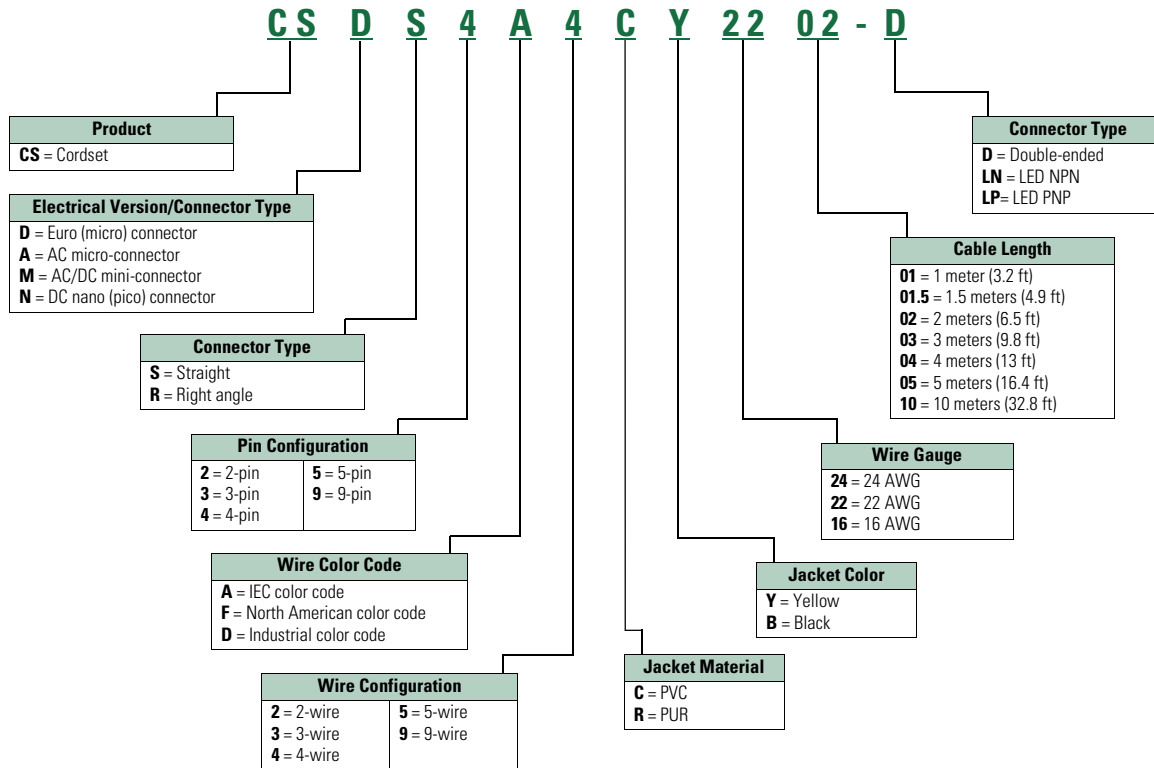 CS D S 4 A 4 C Y 22 02 - D
Product
CS = Cordset
Electrical Version/Connector Type
D = Euro (micro) connector
A = AC micro-connector
M = AC/DC mini-connector
N = DC nano (pico) connector
Connector Type
S = Straight
R = Right angle
Pin Configuration
2 = 2-pin
3 = 3-pin
4 = 4-pin
5 = 5-pin
9 = 9-pin
Wire Color Code
A = IEC color code
F = North American color code
D = Industrial color code
Wire Configuration
2 = 2-wire
3 = 3-wire
4 = 4-wire
5 = 5-wire
9 = 9-wire
Jacket Material
C = PVC
R = PUR
Jacket Color
Y = Yellow
B = Black
Wire Gauge
24 = 24 AWG
22 = 22 AWG
16 = 16 AWG
Cable Length
01 = 1 meter (3.2 ft)
01.5 = 1.5 meters (4.9 ft)
02 = 2 meters (6.5 ft)
03 = 3 meters (9.8 ft)
04 = 4 meters (13 ft)
05 = 5 meters (16.4 ft)
10 = 10 meters (32.8 ft)
Connector Type
D = Double-ended
LN = LED NPN
LP= LED PNP